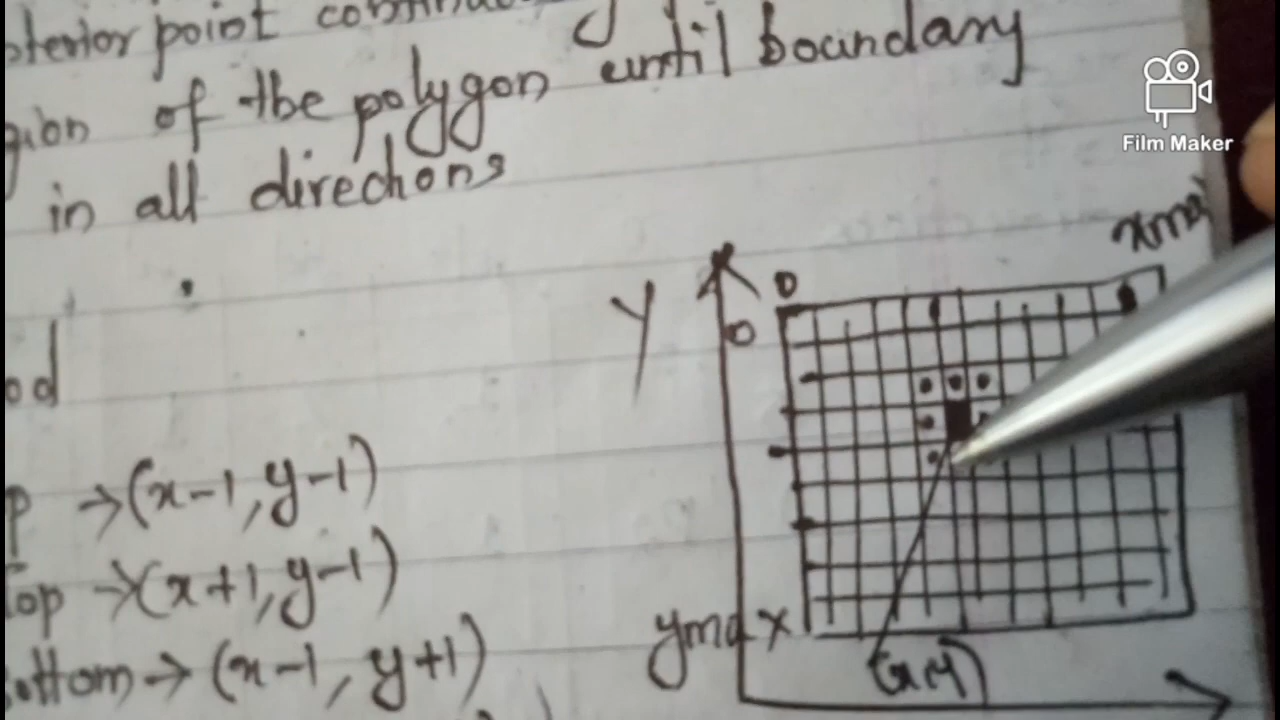 point
of the polygon until boundary
in all directions
Film Maker
Y
0
0
(x-1, y-1)
→(x+1, y-1)
→ (x-1, y+1)
ymax
(x,y)